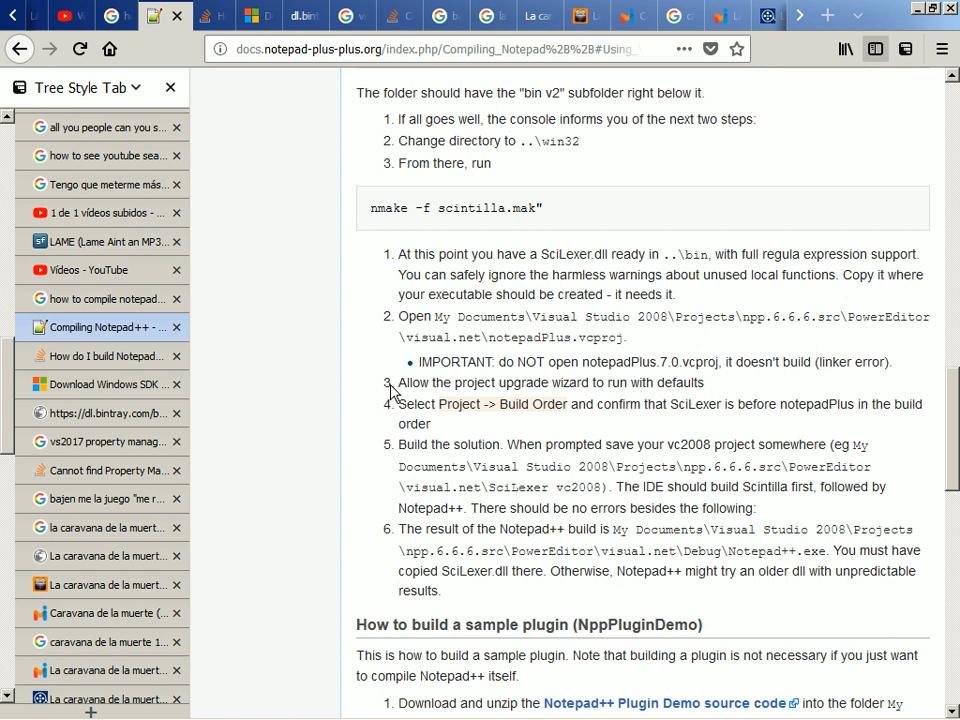 dl.bint
La car
docs.notepad-plus-plus.org/index.php/Compiling_Notepad%2B%2B#Using_
Tree Style Tab
all you people can you s...
how to see youtube sea...
Tengo que meterme más...
1 de 1 vídeos subidos - ...
LAME (Lame Aint an MP3...
Vídeos - YouTube
how to compile notepad...
Compiling Notepad++ - ...
How do I build Notepad...
Download Windows SDK ...
https://dl.bintray.com/b...
vs2017 property manag...
Cannot find Property Ma...
bajen me la juego "me r...
la caravana de la muert...
La caravana de la muert...
La caravana de la muert...
Caravana de la muerte (...
caravana de la muerte 1...
La caravana de la muert...
La caravana de la muert...
The folder should have the "bin v2" subfolder right below it.
1. If all goes well, the console informs you of the next two steps:
2. Change directory to ..\win32
3. From there, run
nmake -f scintilla.mak"
1. At this point you have a SciLexer.dll ready in ..\bin, with full regula expression support.
You can safely ignore the harmless warnings about unused local functions. Copy it where
your executable should be created - it needs it.
2. Open My Documents\Visual Studio 2008\Projects\npp.6.6.6.src\PowerEditor
\visual.net\notepadPlus.vcproj.
• IMPORTANT: do NOT open notepadPlus.7.0.vcproj, it doesn't build (linker error).
3. Allow the project upgrade wizard to run with defaults
4. Select Project -> Build Order and confirm that SciLexer is before notepadPlus in the build
order
5. Build the solution. When prompted save your vc2008 project somewhere (eg My
Documents\Visual Studio 2008\Projects\npp.6.6.6.src\PowerEditor
\visual.net\SciLexer vc2008). The IDE should build Scintilla first, followed by
Notepad++. There should be no errors besides the following:
6. The result of the Notepad++ build is My Documents\Visual Studio 2008\Projects
\npp.6.6.6.src\PowerEditor\visual.net\Debug\Notepad++.exe. You must have
copied SciLexer.dll there. Otherwise, Notepad++ might try an older dll with unpredictable
results.
How to build a sample plugin (NppPluginDemo)
This is how to build a sample plugin. Note that building a plugin is not necessary if you just want
to compile Notepad++ itself.
1. Download and unzip the Notepad++ Plugin Demo source code into the folder My